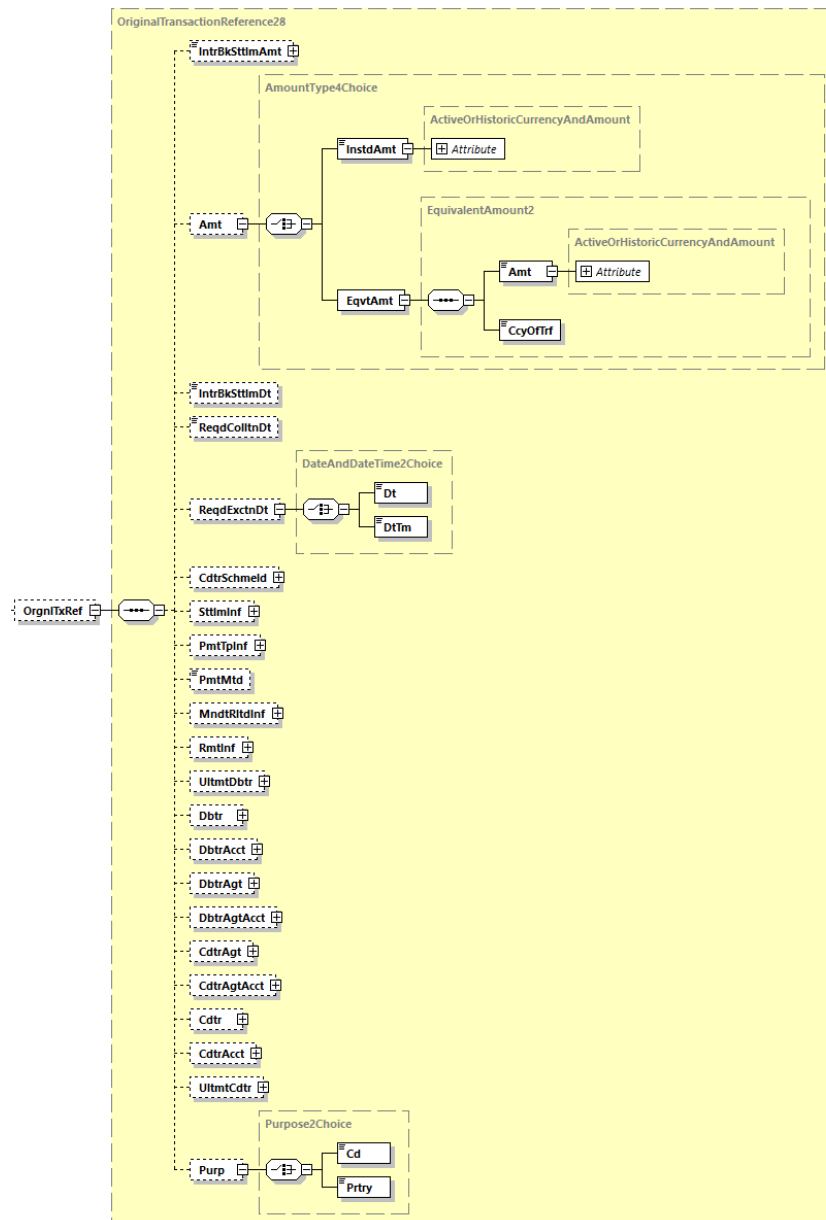 OriginalTransactionReference28
IntrBkSttlmAmt
AmountType4Choice
ActiveOrHistoricCurrencyAndAmount
InstdAmt
Attribute
Amt
EquivalentAmount2
ActiveOrHistoricCurrencyAndAmount
Amt
Attribute
EqvtAmt
CcyOfTrf
IntrBkSttlmDt
ReqdColltnDt
DateAndDateTime2Choice
Dt
ReqdExctnDt
DtTm
CdtrSchmeId
OrgnlTxRef
SttlmInf
PmtTpInf
PmtMtd
MndtRltdInf
RmtInf
UltmtDbtr
Dbtr
DbtrAcct
DbtrAgt
DbtrAgtAcct
CdtrAgt
CdtrAgtAcct
Cdtr
CdtrAcct
UltmtCdtr
Purpose2Choice
Cd
Purp
Prtry